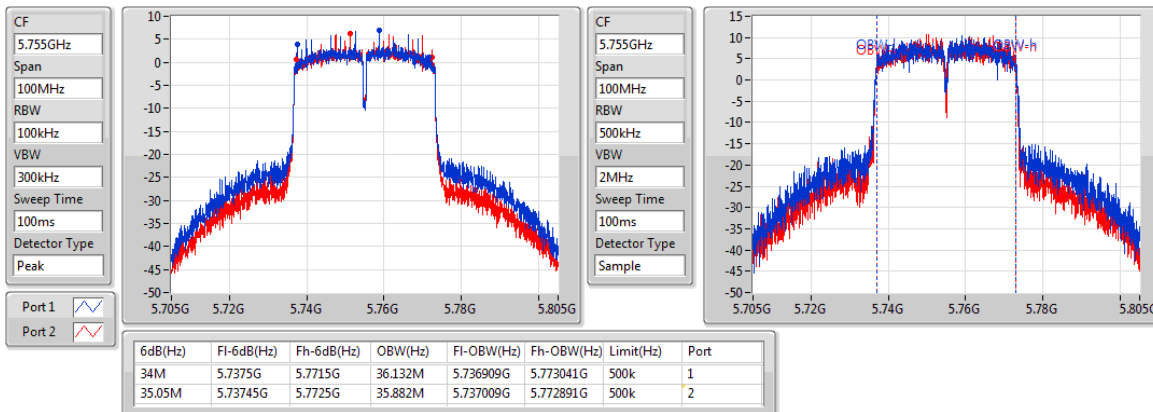 CF
5.755GHz
Span
100MHz
RBW
100kHz
VBW
300kHz
Sweep Time
100ms
Detector Type
Peak
Port 1
Port 2
10
5
0
-5
-10
-15
-20
-25
-30
-35
-40
-45
-50
5.705G 5.72G 5.74G 5.76G 5.78G 5.805G
CF
5.755GHz
Span
100MHz
RBW
500kHz
VBW
2MHz
Sweep Time
100ms
Detector Type
Sample
15
10
5
0
-5
-10
-15
-20
-25
-30
-35
-40
-45
-50
OBW-h
5.705G 5.72G 5.74G 5.76G 5.78G 5.805G
6dB(Hz) Fl-6dB(Hz) Fh-6dB(Hz) OBW(Hz) Fl-OBW(Hz) Fh-OBW(Hz) Limit(Hz) Port
34M 5.7375G 5.7715G 36.132M 5.736909G 5.773041G 500k 1
35.05M 5.73745G 5.7725G 35.882M 5.737009G 5.772891G 500k 2